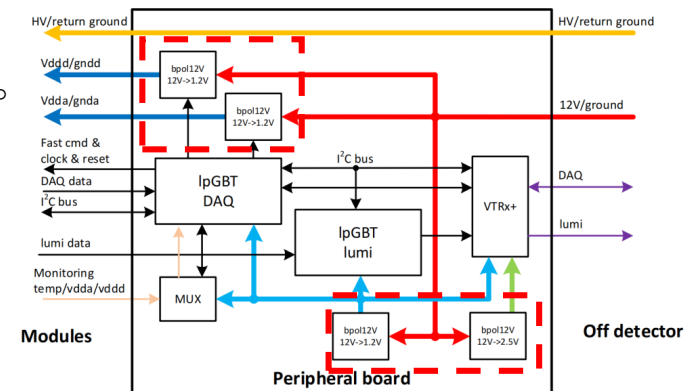 HV/return ground
HV/return ground
Vddd/gndd
bpol12V
12V->1.2V
Vdda/gnda
bpol12V
12V->1.2V
12V/ground
Fast cmd &
clock & reset
DAQ data
I²C bus
lpGBT
DAQ
I²C bus
VTRx+
DAQ
lumi
lpGBT
lumi
lumi data
Monitoring
temp/vdda/vddd
MUX
bpol12V
12V->1.2V
bpol12V
12V->2.5V
Modules
Off detector
Peripheral board